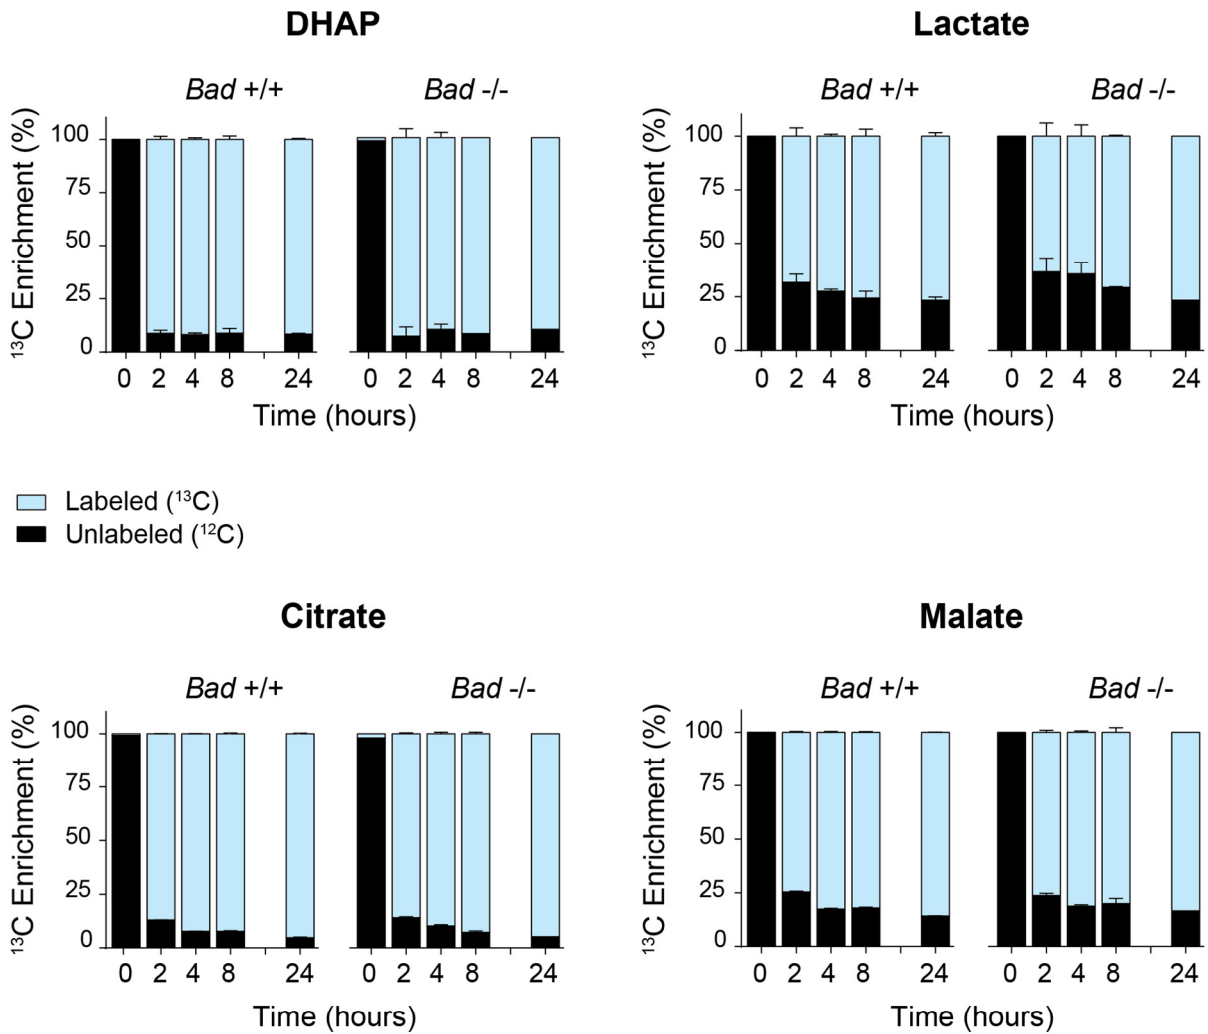 DHAP
Bad +/+
Bad -/-
13C Enrichment (%)
100
75
50
25
0
0 2 4 8 24
0 2 4 8 24
Time (hours)
Lactate
Bad +/+
Bad -/-
13C Enrichment (%)
100
75
50
25
0
0 2 4 8 24
0 2 4 8 24
Time (hours)
Labeled (13C)
Unlabeled (12C)
Citrate
Bad +/+
Bad -/-
13C Enrichment (%)
100
75
50
25
0
0 2 4 8 24
0 2 4 8 24
Time (hours)
Malate
Bad +/+
Bad -/-
13C Enrichment (%)
100
75
50
25
0
0 2 4 8 24
0 2 4 8 24
Time (hours)